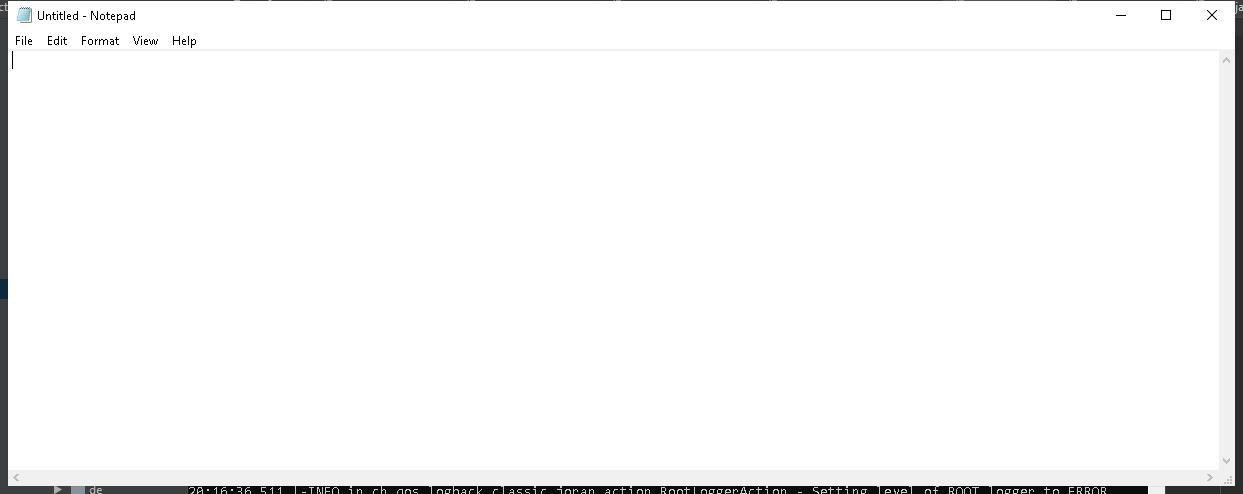 Untitled - Notepad
File Edit Format View Help
de 20:16:36,511 |-INFO in ch.qos.logback.classic.joran.action.RootLoggerAction - Setting level of ROOT logger to ERROR